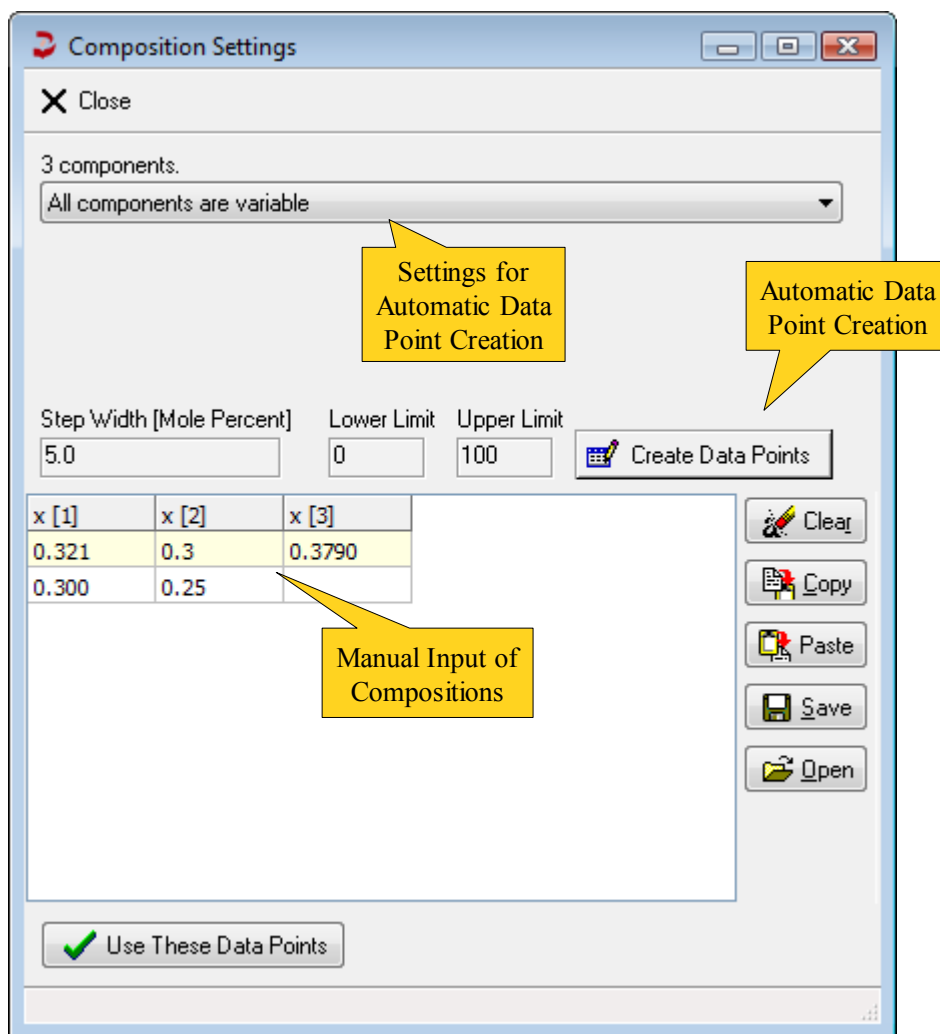 Composition Settings
Close
3 components.
All components are variable
Settings for
Automatic Data
Point Creation
Automatic Data
Point Creation
Step Width [Mole Percent] Lower Limit Upper Limit
5.0 0 100 Create Data Points
x [1] x [2] x [3]
0.321 0.3 0.3790
0.300 0.25
Manual Input of
Compositions
Clear
Copy
Paste
Save
Open
Use These Data Points